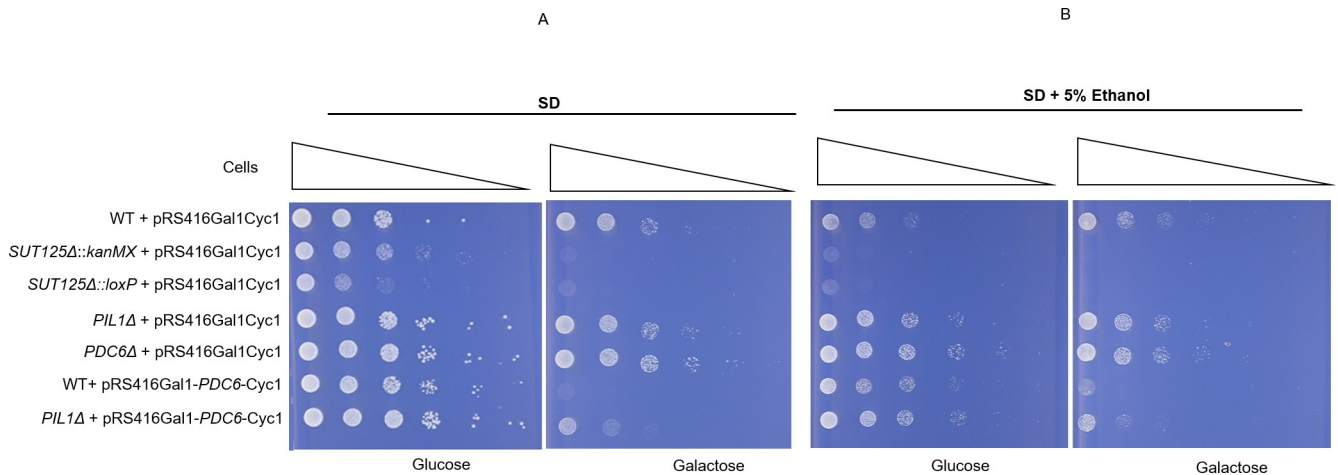 A
B
SD
SD + 5% Ethanol
Cells
WT + pRS416Gal1Cyc1
SUT125Δ::kanMX + pRS416Gal1Cyc1
SUT125Δ::loxP + pRS416Gal1Cyc1
PIL1Δ + pRS416Gal1Cyc1
PDC6Δ + pRS416Gal1Cyc1
WT+ pRS416Gal1-PDC6-Cyc1
PIL1Δ + pRS416Gal1-PDC6-Cyc1
Glucose
Galactose
Glucose
Galactose